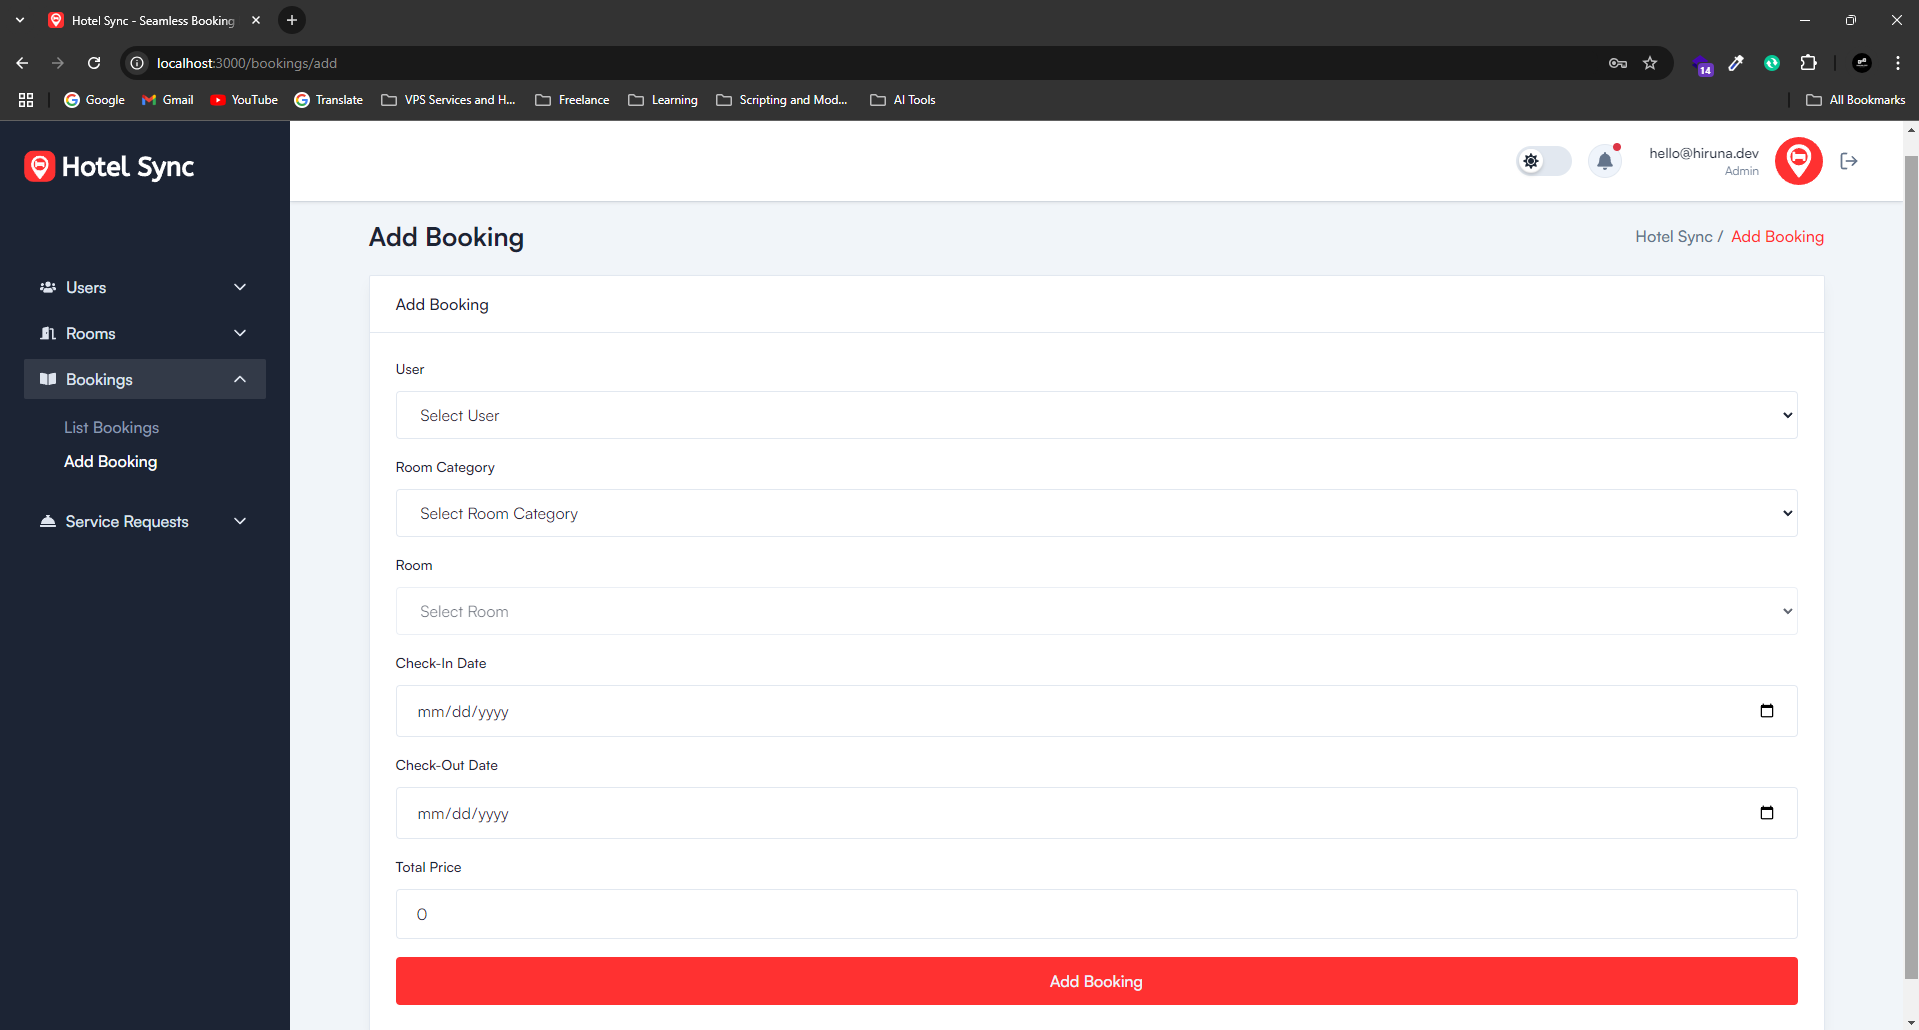 Hotel Sync - Seamless Booking
localhost:3000/bookings/add
14
Google
Gmail
YouTube
Translate
VPS Services and H...
Freelance
Learning
Scripting and Mod...
AI Tools
All Bookmarks
Hotel Sync
hello@hiruna.dev
Admin
Users
Rooms
Bookings
List Bookings
Add Booking
Service Requests
Add Booking
Hotel Sync / Add Booking
Add Booking
User
Select User
Room Category
Select Room Category
Room
Select Room
Check-In Date
mm/dd/yyyy
Check-Out Date
mm/dd/yyyy
Total Price
0
Add Booking